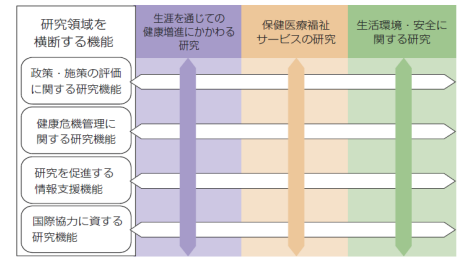 研究領域を
横断する機能
生涯を通じての
健康増進にかかわる
研究
保健医療福祉
サービスの研究
生活環境・安全に
関する研究
政策・施策の評価
に関する研究機能
健康危機管理に
関する研究機能
研究を促進する
情報支援機能
国際協力に資する
研究機能